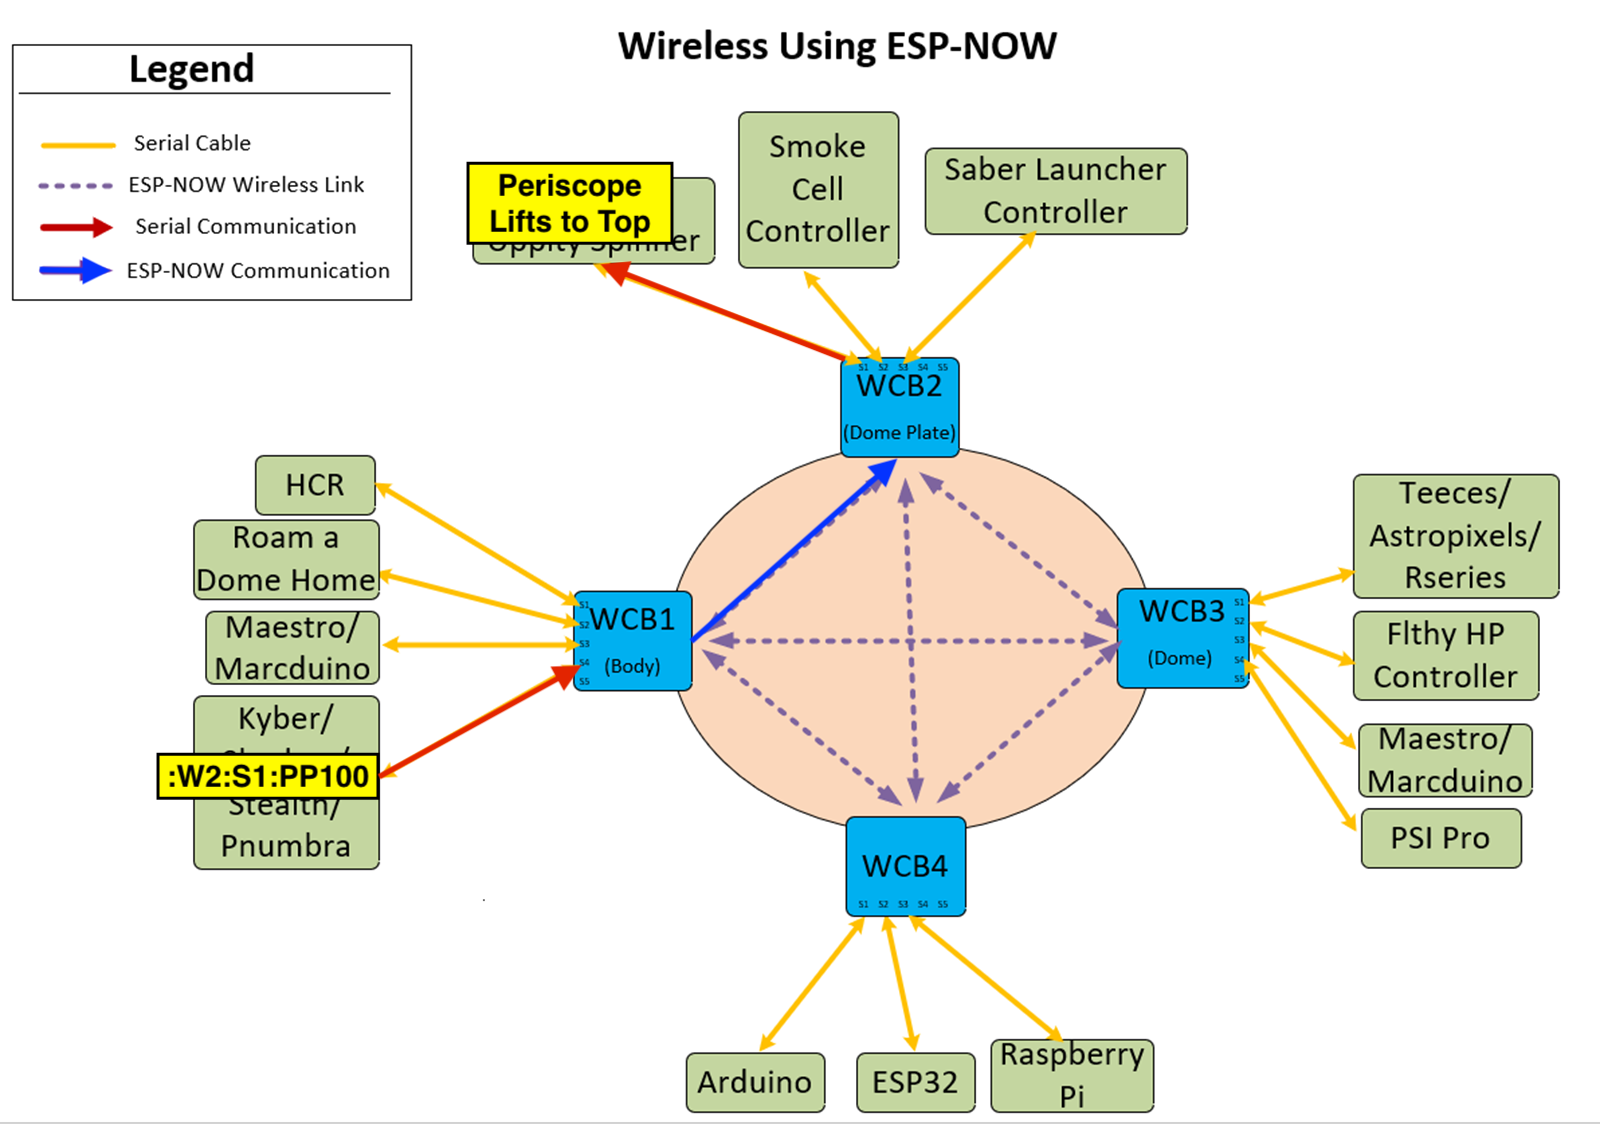 Wireless Using ESP-NOW
Legend
Serial Cable
ESP-NOW Wireless Link
Serial Communication
ESP-NOW Communication
Periscope
Lifts to Top
Uppity Spinner
Smoke
Cell
Controller
Saber Launcher
Controller
S1 S2 S3 S4 S5
WCB2
(Dome Plate)
HCR
Roam a
Dome Home
Maestro/
Marcduino
Kyber/
:W2:S1:PP100
Stealth/
Pnumbra
S1
S2
S3
S4
S5
WCB1
(Body)
WCB3
(Dome)
S1
S2
S3
S4
S5
Teeces/
Astropixels/
Rseries
Flthy HP
Controller
Maestro/
Marcduino
PSI Pro
WCB4
S1 S2 S3 S4 S5
Arduino
ESP32
Raspberry
Pi